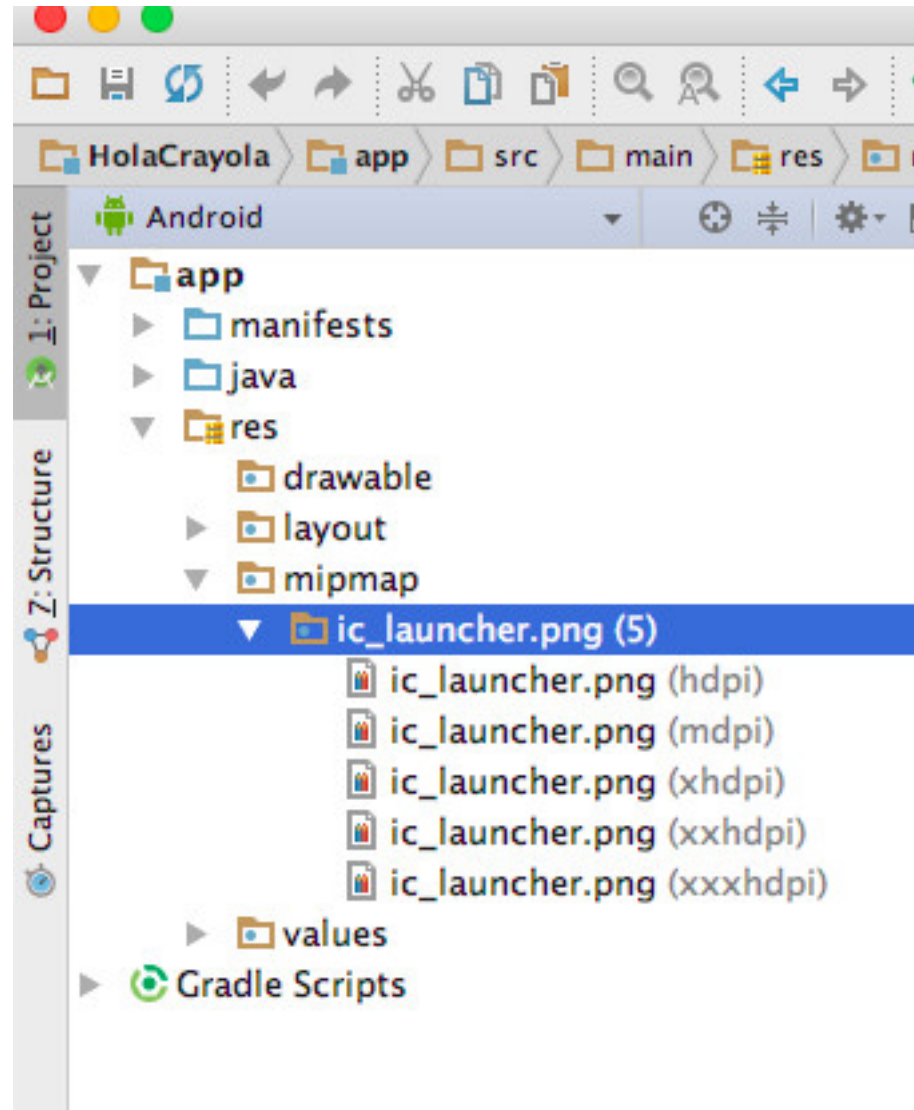 HolaCrayola app src main res
Android
app
manifests
java
res
drawable
layout
mipmap
ic_launcher.png (5)
ic_launcher.png (hdpi)
ic_launcher.png (mdpi)
ic_launcher.png (xhdpi)
ic_launcher.png (xxhdpi)
ic_launcher.png (xxxhdpi)
values
Gradle Scripts
1: Project
7: Structure
Captures